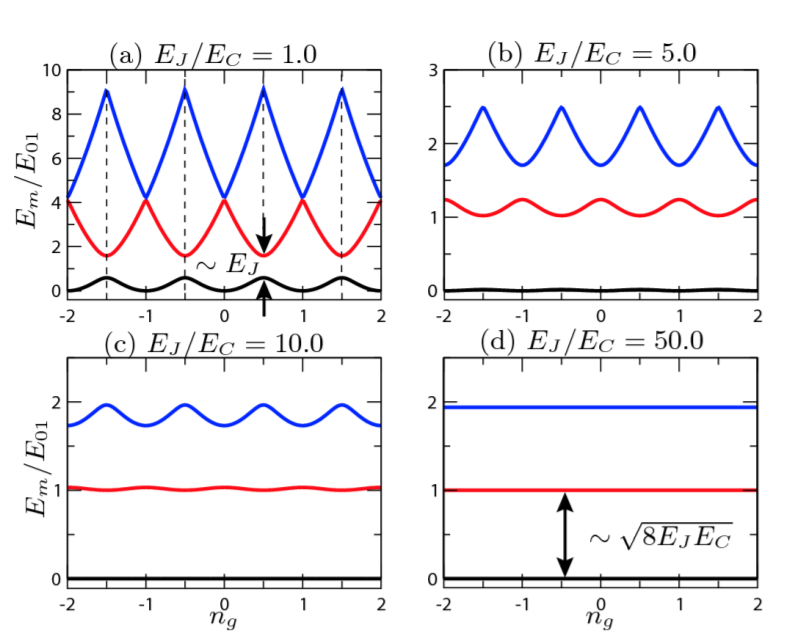 (a) E_J/E_C = 1.0
(b) E_J/E_C = 5.0
E_m/E_01
10
8
6
4
2
0
~ E_J
-2 -1 0 1 2
3
2
1
0
-2 -1 0 1 2
(c) E_J/E_C = 10.0
(d) E_J/E_C = 50.0
E_m/E_01
2
1
0
-2 -1 0 1 2
n_g
2
1
0
~ √8E_JE_C
-2 -1 0 1 2
n_g